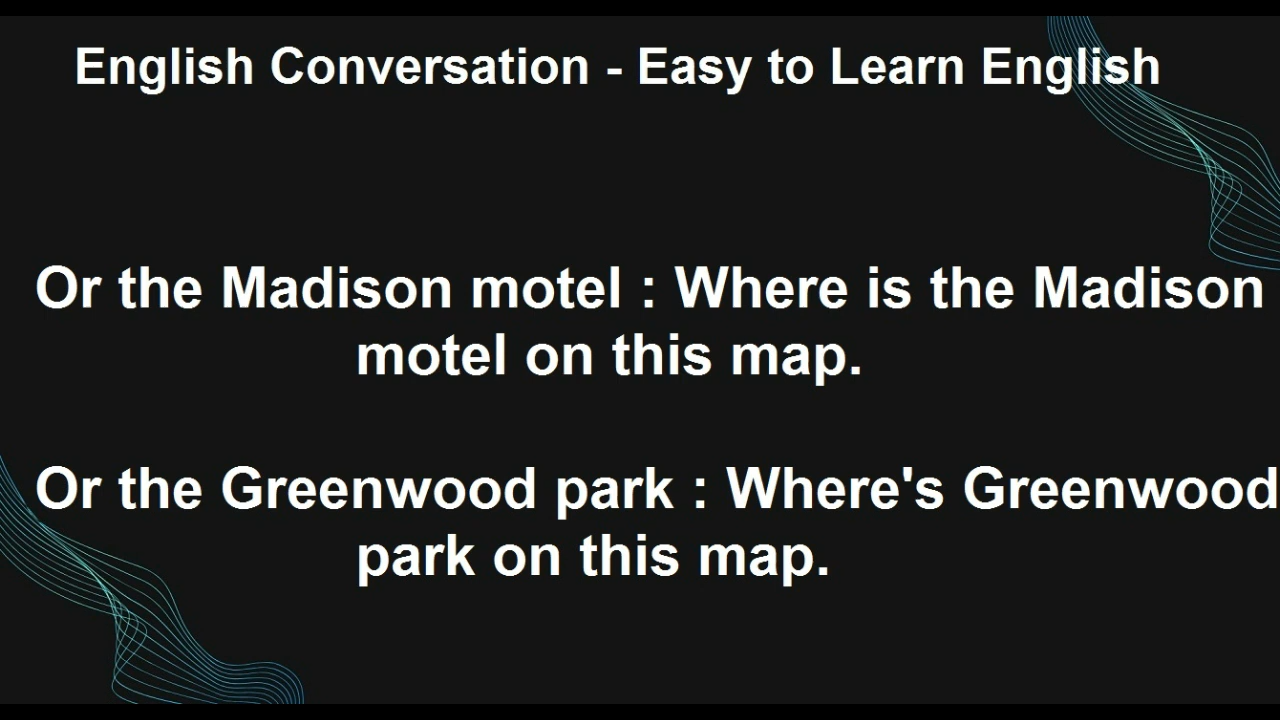 English Conversation - Easy to Learn English
Or the Madison motel : Where is the Madison
motel on this map.
Or the Greenwood park : Where's Greenwood
park on this map.